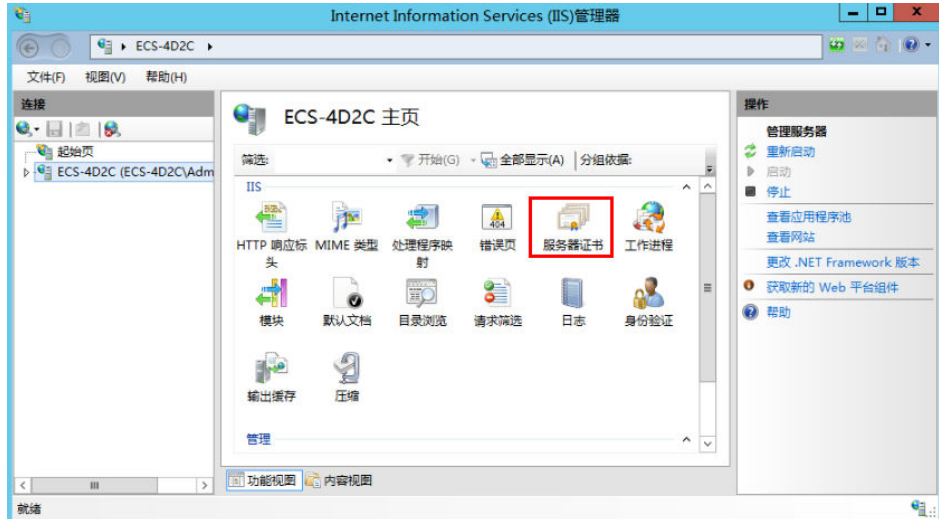 Internet Information Services (IIS)管理器
ECS-4D2C
文件(F) 视图(V) 帮助(H)
连接
起始页
ECS-4D2C (ECS-4D2C\Adm
ECS-4D2C 主页
筛选: 开始(G) 全部显示(A) 分组依据:
IIS
HTTP 响应标头 MIME 类型 处理程序映射 错误页 服务器证书 工作进程
404
模块 默认文档 目录浏览 请求筛选 日志 身份验证
输出缓存 压缩
管理
功能视图 内容视图
操作
管理服务器
重新启动
启动
停止
查看应用程序池
查看网站
更改 .NET Framework 版本
获取新的 Web 平台组件
帮助
就绪